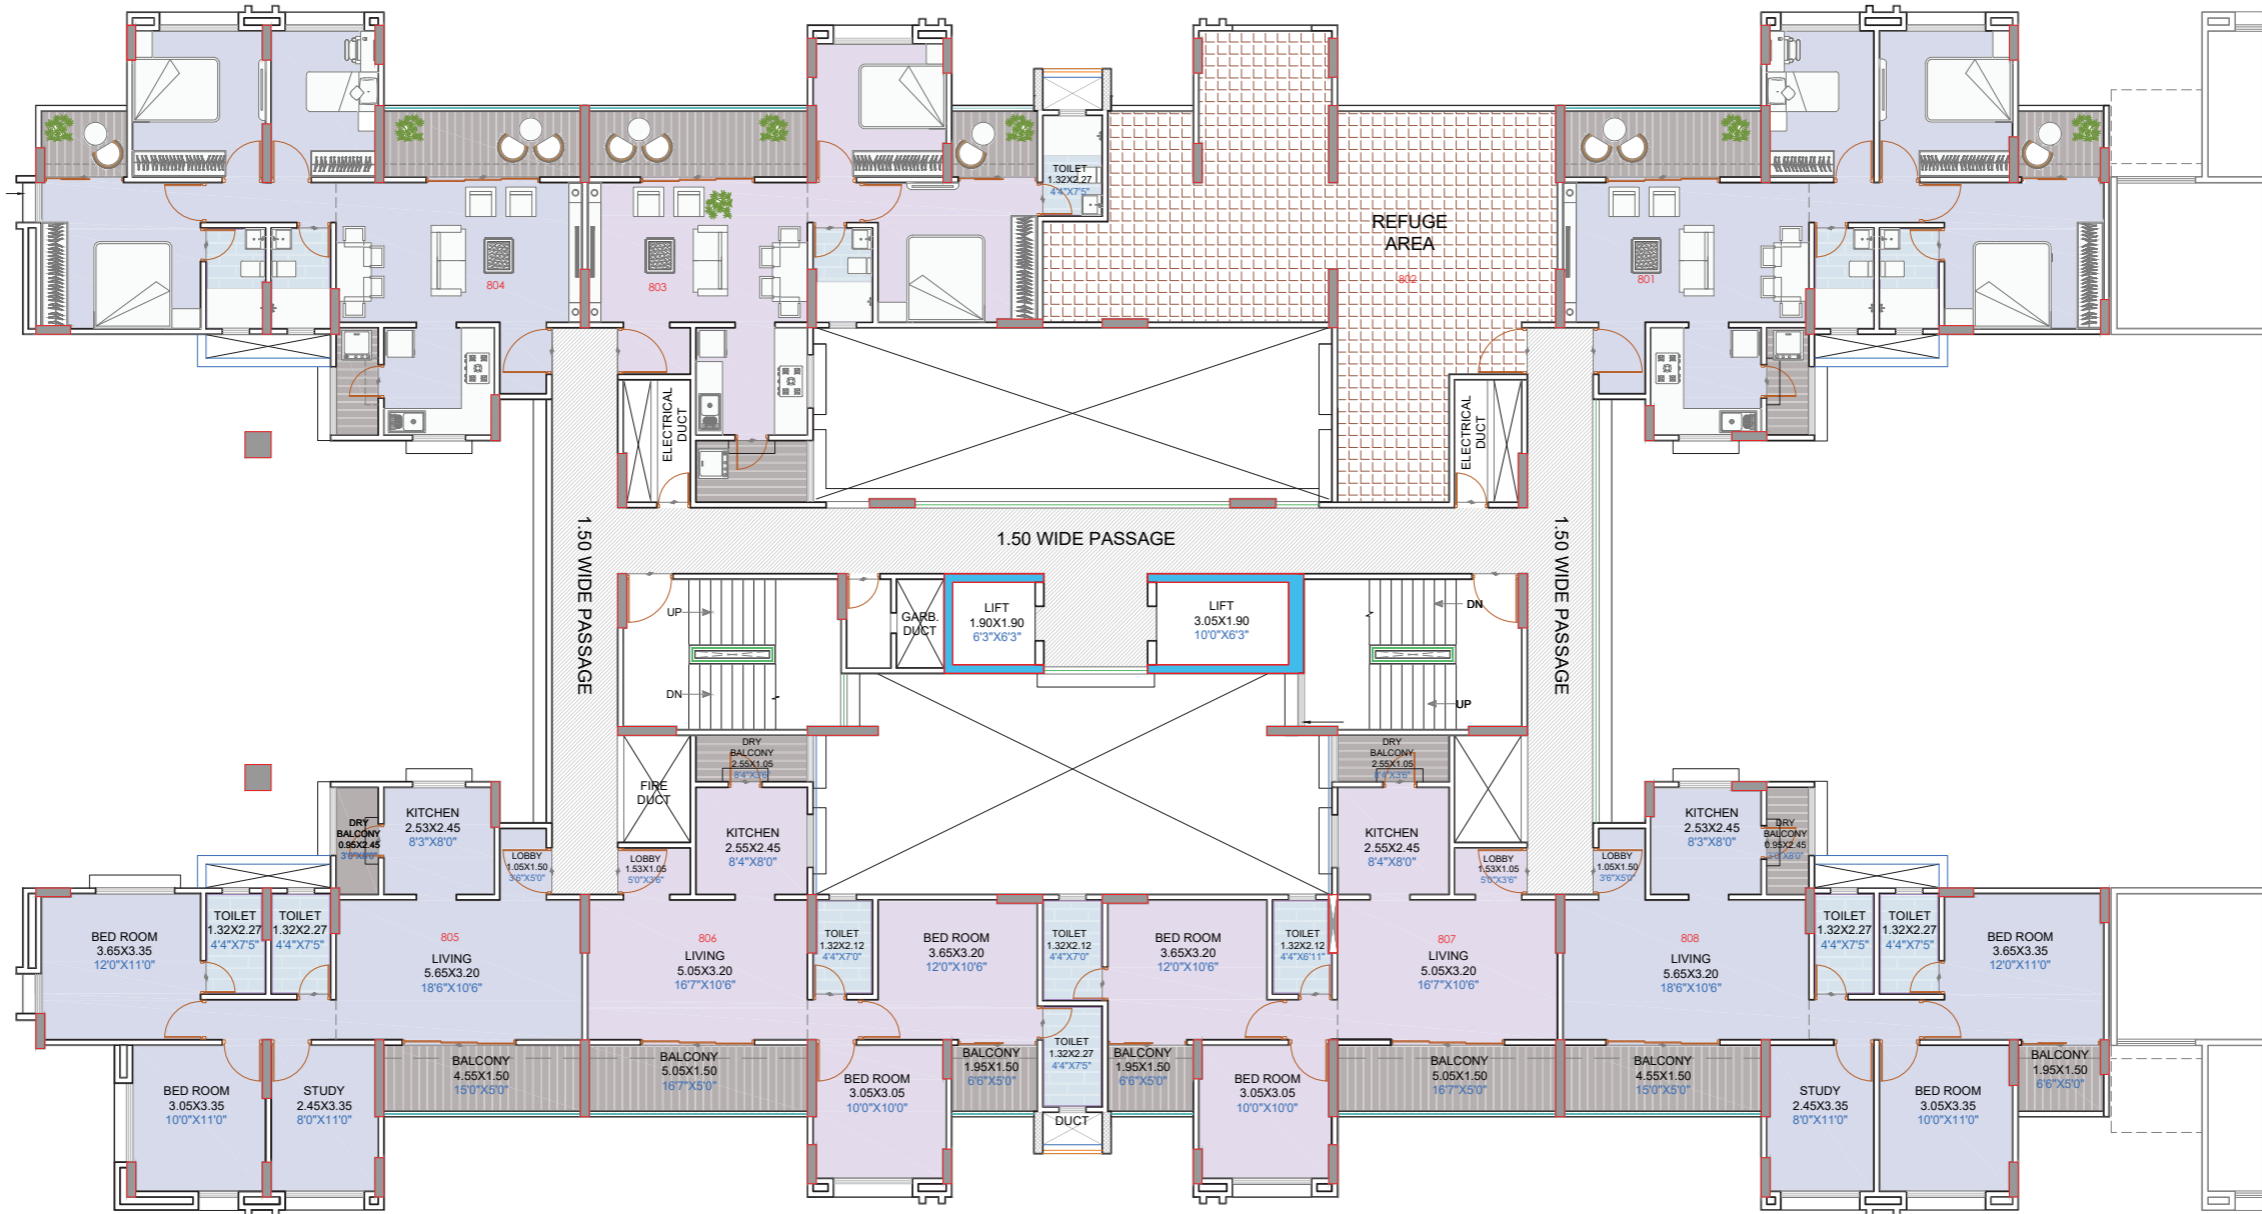 TOILET
1.32X2.27
4'4"X7'5"
REFUGE
AREA
804
803
802
801
ELECTRICAL
DUCT
ELECTRICAL
DUCT
1.50 WIDE PASSAGE
1.50 WIDE PASSAGE
1.50 WIDE PASSAGE
UP
DN
GARB.
DUCT
LIFT
1.90X1.90
6'3"X6'3"
LIFT
3.05X1.90
10'0"X6'3"
DN
UP
DRY
BALCONY
2.55X1.05
8'4"X3'6"
DRY
BALCONY
2.55X1.05
8'4"X3'6"
FIRE
DUCT
KITCHEN
2.53X2.45
8'3"X8'0"
DRY
BALCONY
0.95X2.45
3'0"X8'0"
LOBBY
1.05X1.50
3'6"X5'0"
LOBBY
1.53X1.05
5'0"X3'6"
KITCHEN
2.55X2.45
8'4"X8'0"
KITCHEN
2.55X2.45
8'4"X8'0"
LOBBY
1.53X1.05
5'0"X3'6"
LOBBY
1.05X1.50
3'6"X5'0"
KITCHEN
2.53X2.45
8'3"X8'0"
DRY
BALCONY
0.95X2.45
3'0"X8'0"
BED ROOM
3.65X3.35
12'0"X11'0"
TOILET
1.32X2.27
4'4"X7'5"
TOILET
1.32X2.27
4'4"X7'5"
805
LIVING
5.65X3.20
18'6"X10'6"
806
LIVING
5.05X3.20
16'7"X10'6"
TOILET
1.32X2.12
4'4"X7'0"
BED ROOM
3.65X3.20
12'0"X10'6"
TOILET
1.32X2.12
4'4"X7'0"
BED ROOM
3.65X3.20
12'0"X10'6"
TOILET
1.32X2.12
4'4"X6'11"
807
LIVING
5.05X3.20
16'7"X10'6"
808
LIVING
5.65X3.20
18'6"X10'6"
TOILET
1.32X2.27
4'4"X7'5"
TOILET
1.32X2.27
4'4"X7'5"
BED ROOM
3.65X3.35
12'0"X11'0"
BED ROOM
3.05X3.35
10'0"X11'0"
STUDY
2.45X3.35
8'0"X11'0"
BALCONY
4.55X1.50
15'0"X5'0"
BALCONY
5.05X1.50
16'7"X5'0"
BED ROOM
3.05X3.05
10'0"X10'0"
BALCONY
1.95X1.50
6'6"X5'0"
TOILET
1.32X2.27
4'4"X7'5"
DUCT
BALCONY
1.95X1.50
6'6"X5'0"
BED ROOM
3.05X3.05
10'0"X10'0"
BALCONY
5.05X1.50
16'7"X5'0"
BALCONY
4.55X1.50
15'0"X5'0"
STUDY
2.45X3.35
8'0"X11'0"
BED ROOM
3.05X3.35
10'0"X11'0"
BALCONY
1.95X1.50
6'6"X5'0"